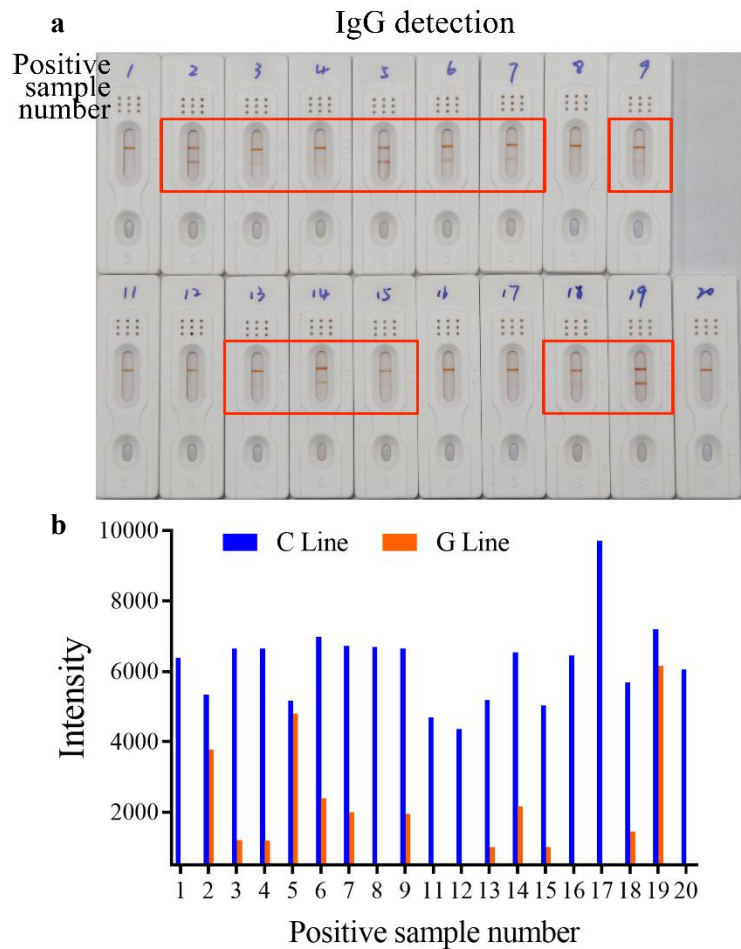 a
IgG detection
Positive
sample
number
1 2 3 4 5 6 7 8 9
11 12 13 14 15 16 17 18 19 20
S S S S S S S S S
S S S S S S S S S S
b
C Line
G Line
10000
8000
6000
4000
2000
Intensity
1 2 3 4 5 6 7 8 9 11 12 13 14 15 16 17 18 19 20
Positive sample number